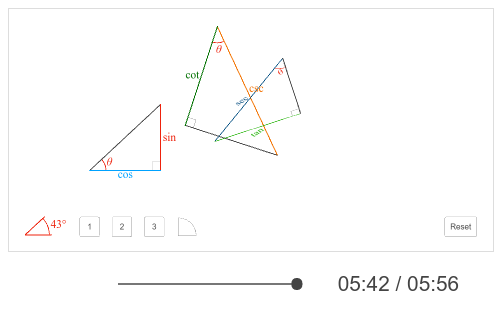 θ
cot
θ
csc
sec
tan
sin
θ
cos
43°
1
2
3
Reset
05:42 / 05:56